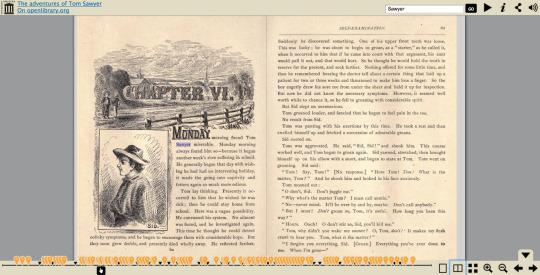 The adventures of Tom Sawyer
On openlibrary.org
Sawyer
GO
CHAPTER VI.
Sid.
MONDAY morning found Tom
Sawyer miserable. Monday morning
always found him so—because it began
another week's slow suffering in school.
He generally began that day with wish-
ing he had had no intervening holiday,
it made the going into captivity and
fetters again so much more odious.
Tom lay thinking. Presently it oc-
curred to him that he wished he was
sick; then he could stay home from
school. Here was a vague possibility.
He canvassed his system. No ailment
was found, and he investigated again.
This time he thought he could detect
colicky symptoms, and he began to encourage them with considerable hope. But
they soon grew feeble, and presently died wholly away. He reflected further.
SELF-EXAMINATION.
Suddenly he discovered something. One of his upper front teeth was loose.
This was lucky; he was about to begin to groan, as a "starter," as he called it,
when it occurred to him that if he came into court with that argument, his aunt
would pull it out, and that would hurt. So he thought he would hold the tooth in
reserve for the present, and seek further. Nothing offered for some little time, and
then he remembered hearing the doctor tell about a certain thing that laid up a
patient for two or three weeks and threatened to make him lose a finger. So the
boy eagerly drew his sore toe from under the sheet and held it up for inspection.
But now he did not know the necessary symptoms. However, it seemed well
worth while to chance it, so he fell to groaning with considerable spirit.
But Sid slept on unconscious.
Tom groaned louder, and fancied that he began to feel pain in the toe.
No result from Sid.
Tom was panting with his exertions by this time. He took a rest and then
swelled himself up and fetched a succession of admirable groans.
Sid snored on.
Tom was aggravated. He said, "Sid, Sid!" and shook him. This course
worked well, and Tom began to groan again. Sid yawned, stretched, then brought
himself up on his elbow with a snort, and began to stare at Tom. Tom went on
groaning. Sid said:
"Tom! Say, Tom!" [No response.] "Here Tom! Tom! What is the
matter, Tom?" And he shook him and looked in his face anxiously.
Tom moaned out:
"O don't, Sid. Don't joggle me."
"Why what's the matter Tom? I must call auntie."
"No—never mind. It'll be over by and by, maybe. Don't call anybody."
"But I must! Don't groan so, Tom, it's awful. How long you been this
way?"
"Hours. Ouch! O don't stir so, Sid, you'll kill me."
"Tom, why didn't you wake me sooner? O, Tom, don't! It makes my flesh
crawl to hear you. Tom, what is the matter?"
"I forgive you everything, Sid. [Groan.] Everything you've ever done to
me. When I'm gone—"